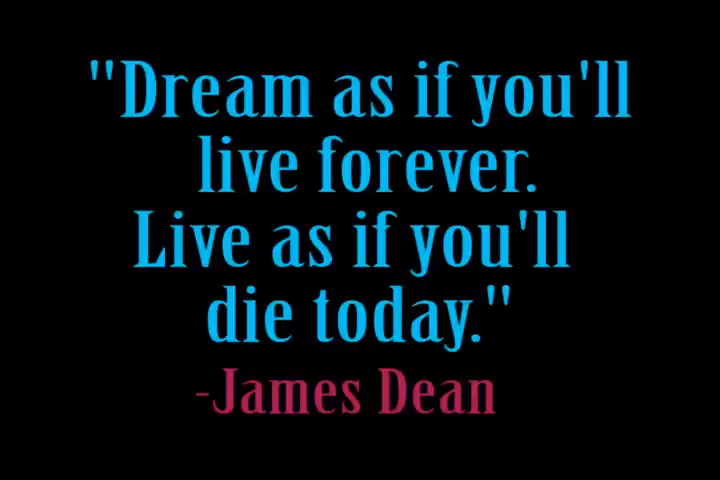 "Dream as if you'll
live forever.
Live as if you'll
die today."
-James Dean